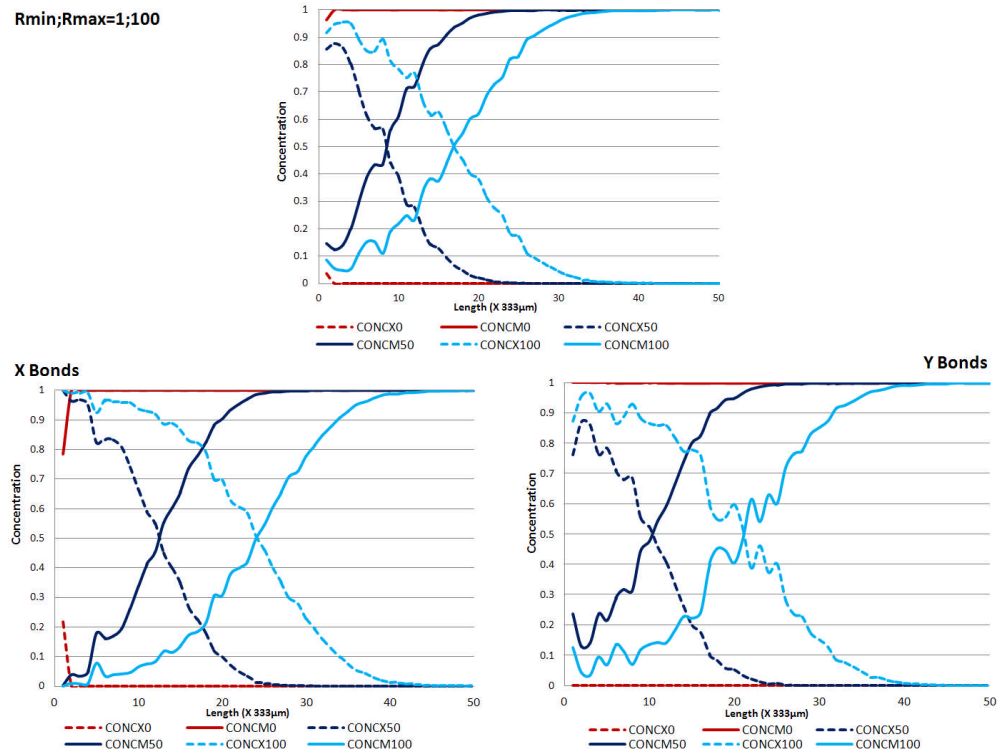 Rmin;Rmax=1;100
Concentration
1
0.9
0.8
0.7
0.6
0.5
0.4
0.3
0.2
0.1
0
0 10 20 30 40 50
Length (X 333µm)
CONCX0 CONCM0 CONCX50
CONCM50 CONCX100 CONCM100
X Bonds
Concentration
1
0.9
0.8
0.7
0.6
0.5
0.4
0.3
0.2
0.1
0
0 10 20 30 40 50
Length (X 333µm)
CONCX0 CONCM0 CONCX50
CONCM50 CONCX100 CONCM100
Y Bonds
Concentration
1
0.9
0.8
0.7
0.6
0.5
0.4
0.3
0.2
0.1
0
0 10 20 30 40 50
Length (X 333µm)
CONCX0 CONCM0 CONCX50
CONCM50 CONCX100 CONCM100